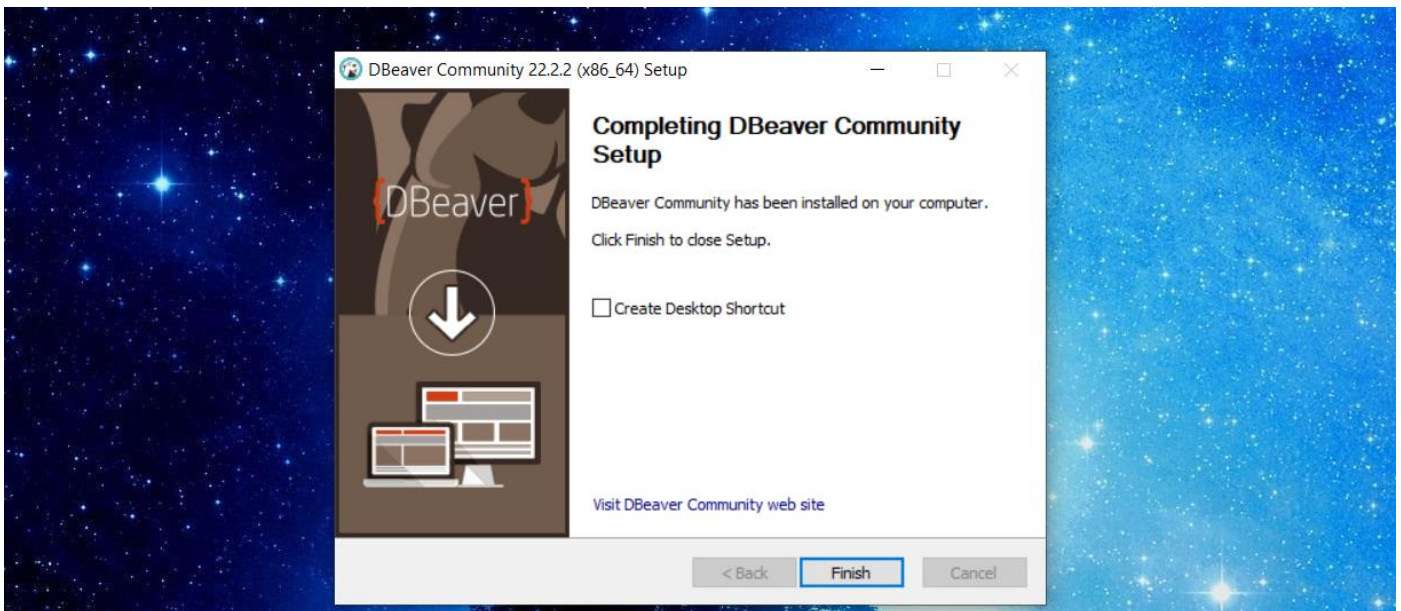 DBeaver Community 22.2.2 (x86_64) Setup
{DBeaver}
Completing DBeaver Community
Setup
DBeaver Community has been installed on your computer.
Click Finish to close Setup.
Create Desktop Shortcut
Visit DBeaver Community web site
< Back Finish Cancel